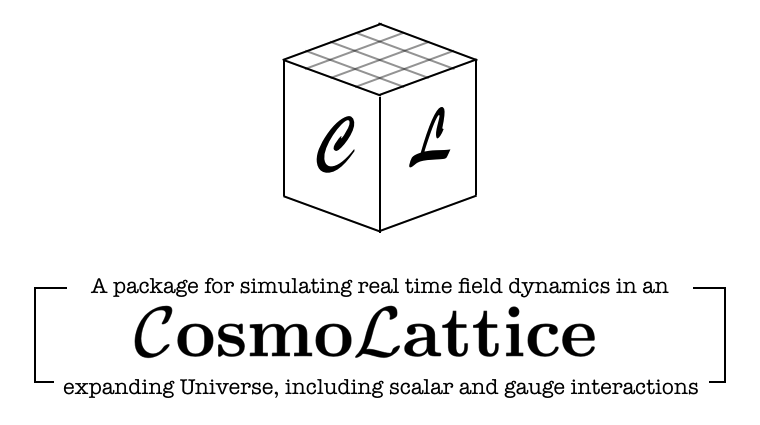 C L
A package for simulating real time field dynamics in an
CosmoLattice
expanding Universe, including scalar and gauge interactions